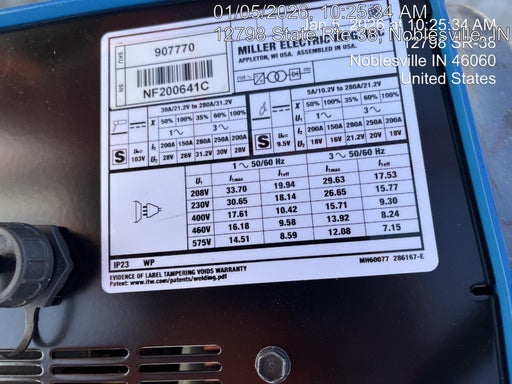 01/05/2026, 10:25:34 AM
Jan 5, 2026 at 10:25:34 AM
12798 State Rte 38, Noblesville, IN
12798 SR-38
Noblesville IN 46060
United States
SKU
907770
SN
NF200641C
MILLER ELECTRIC
APPLETON, WI USA. ASSEMBLED IN USA.
30A/21.2V to 280A/31.2V
X 50% 100% 35% 60% 100%
1~ 3~
S U₀= 103V
I₂ 200A 150A 280A 250A 200A
U₂ 28V 26V 31.2V 30V 28V
5A/10.2V to 280A/21.2V
X 50% 100% 35% 60% 100%
1~ 3~
S 9.5V
I₂ 200A 150A 280A 250A 200A
U₂ 18V 16V 21.2V 20V 18V
1~ 50/60 Hz 3~ 50/60 Hz
U₁ I1max I1eff I1max I1eff
208V 33.70 19.94 29.63 17.53
230V 30.65 18.14 26.65 15.77
400V 17.61 10.42 15.71 9.30
460V 16.18 9.58 13.92 8.24
575V 14.51 8.59 12.08 7.15
IP23 WP
MH60077 286167-E
EVIDENCE OF LABEL TAMPERING VOIDS WARRANTY
Patent: www.itw.com/patents/welding.pdf